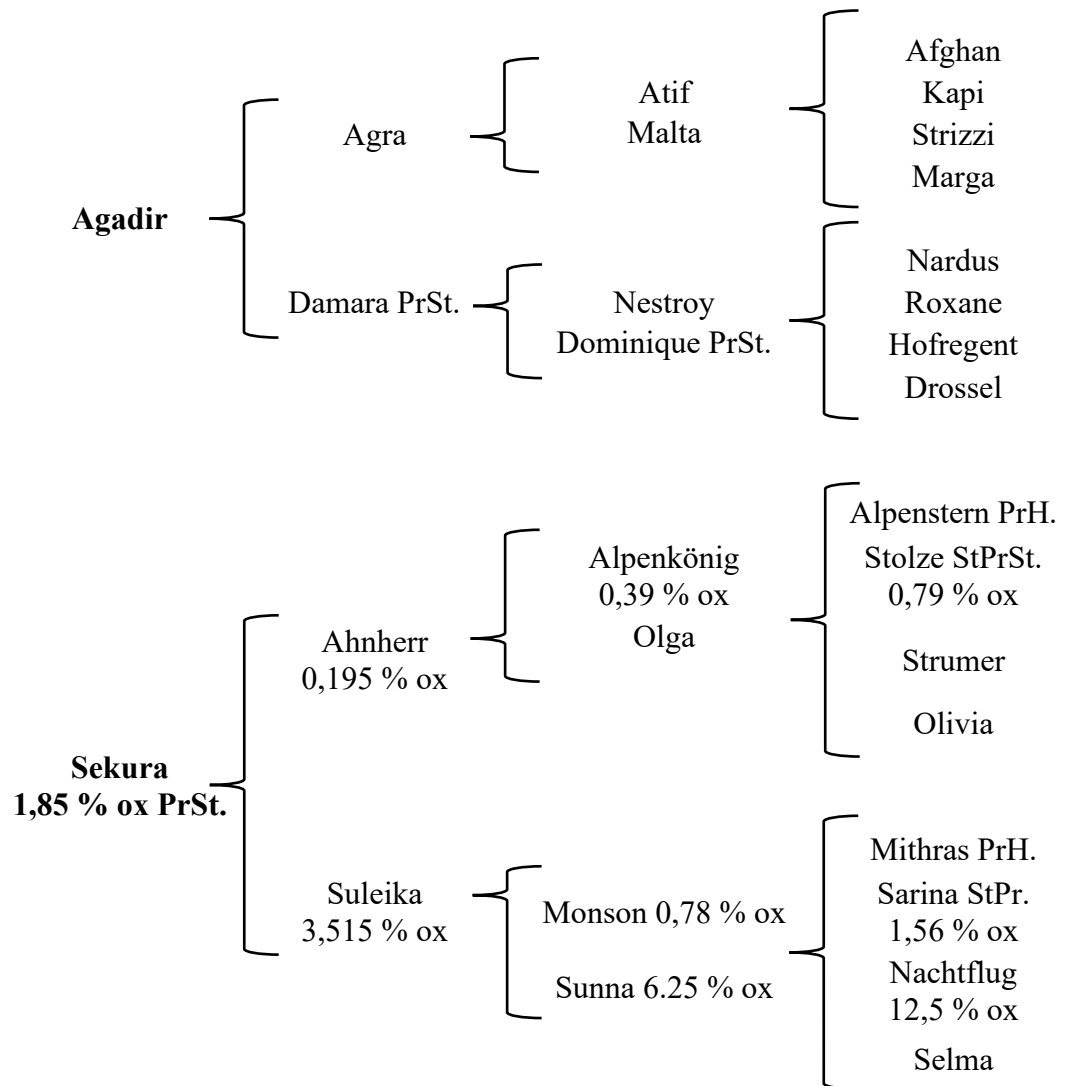 Agadir
Agra
Damara PrSt.
Atif
Malta
Nestroy
Dominique PrSt.
Afghan
Kapi
Strizzi
Marga
Nardus
Roxane
Hofregent
Drossel
Sekura
1,85 % ox PrSt.
Ahnherr
0,195 % ox
Suleika
3,515 % ox
Alpenkönig
0,39 % ox
Olga
Monson 0,78 % ox
Sunna 6.25 % ox
Alpenstern PrH.
Stolze StPrSt.
0,79 % ox
Strumer
Olivia
Mithras PrH.
Sarina StPr.
1,56 % ox
Nachtflug
12,5 % ox
Selma